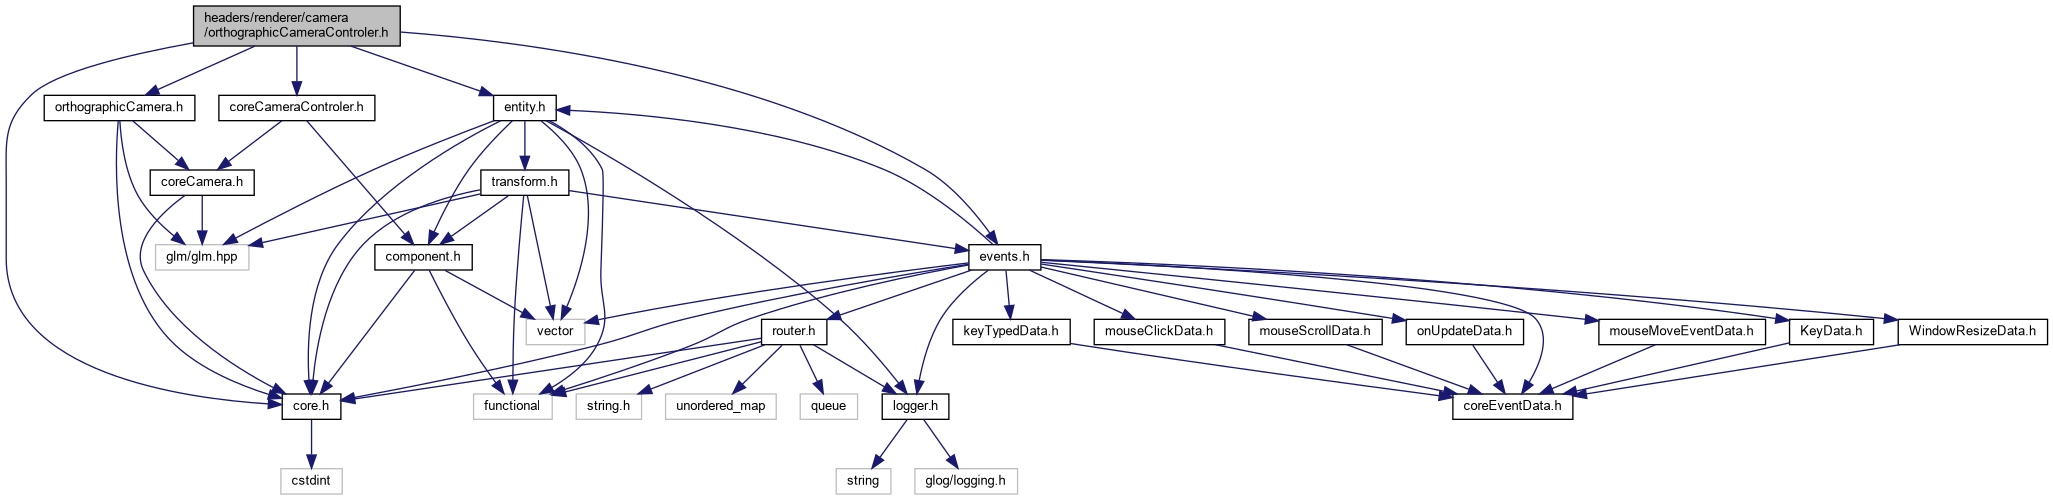 headers/renderer/camera
/orthographicCameraControler.h
orthographicCamera.h
coreCameraControler.h
entity.h
coreCamera.h
transform.h
glm/glm.hpp
component.h
events.h
vector
router.h
keyTypedData.h
mouseClickData.h
mouseScrollData.h
onUpdateData.h
mouseMoveEventData.h
KeyData.h
WindowResizeData.h
core.h
functional
string.h
unordered_map
queue
logger.h
coreEventData.h
cstdint
string
glog/logging.h